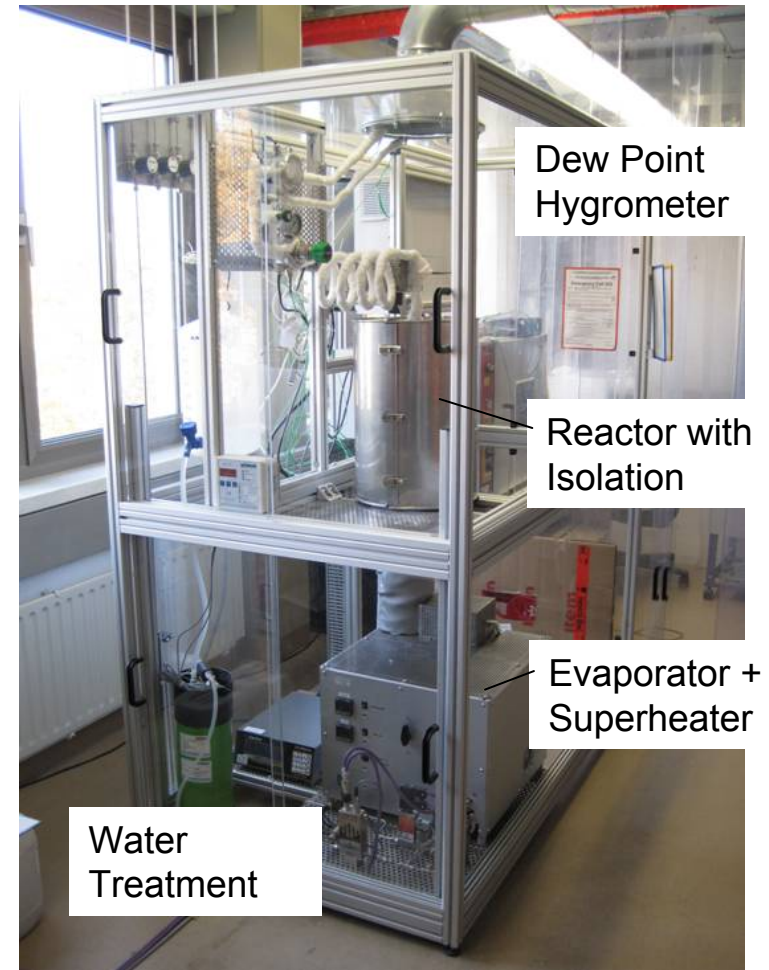 Dew Point
Hygrometer
Reactor with
Isolation
Evaporator +
Superheater
Water
Treatment